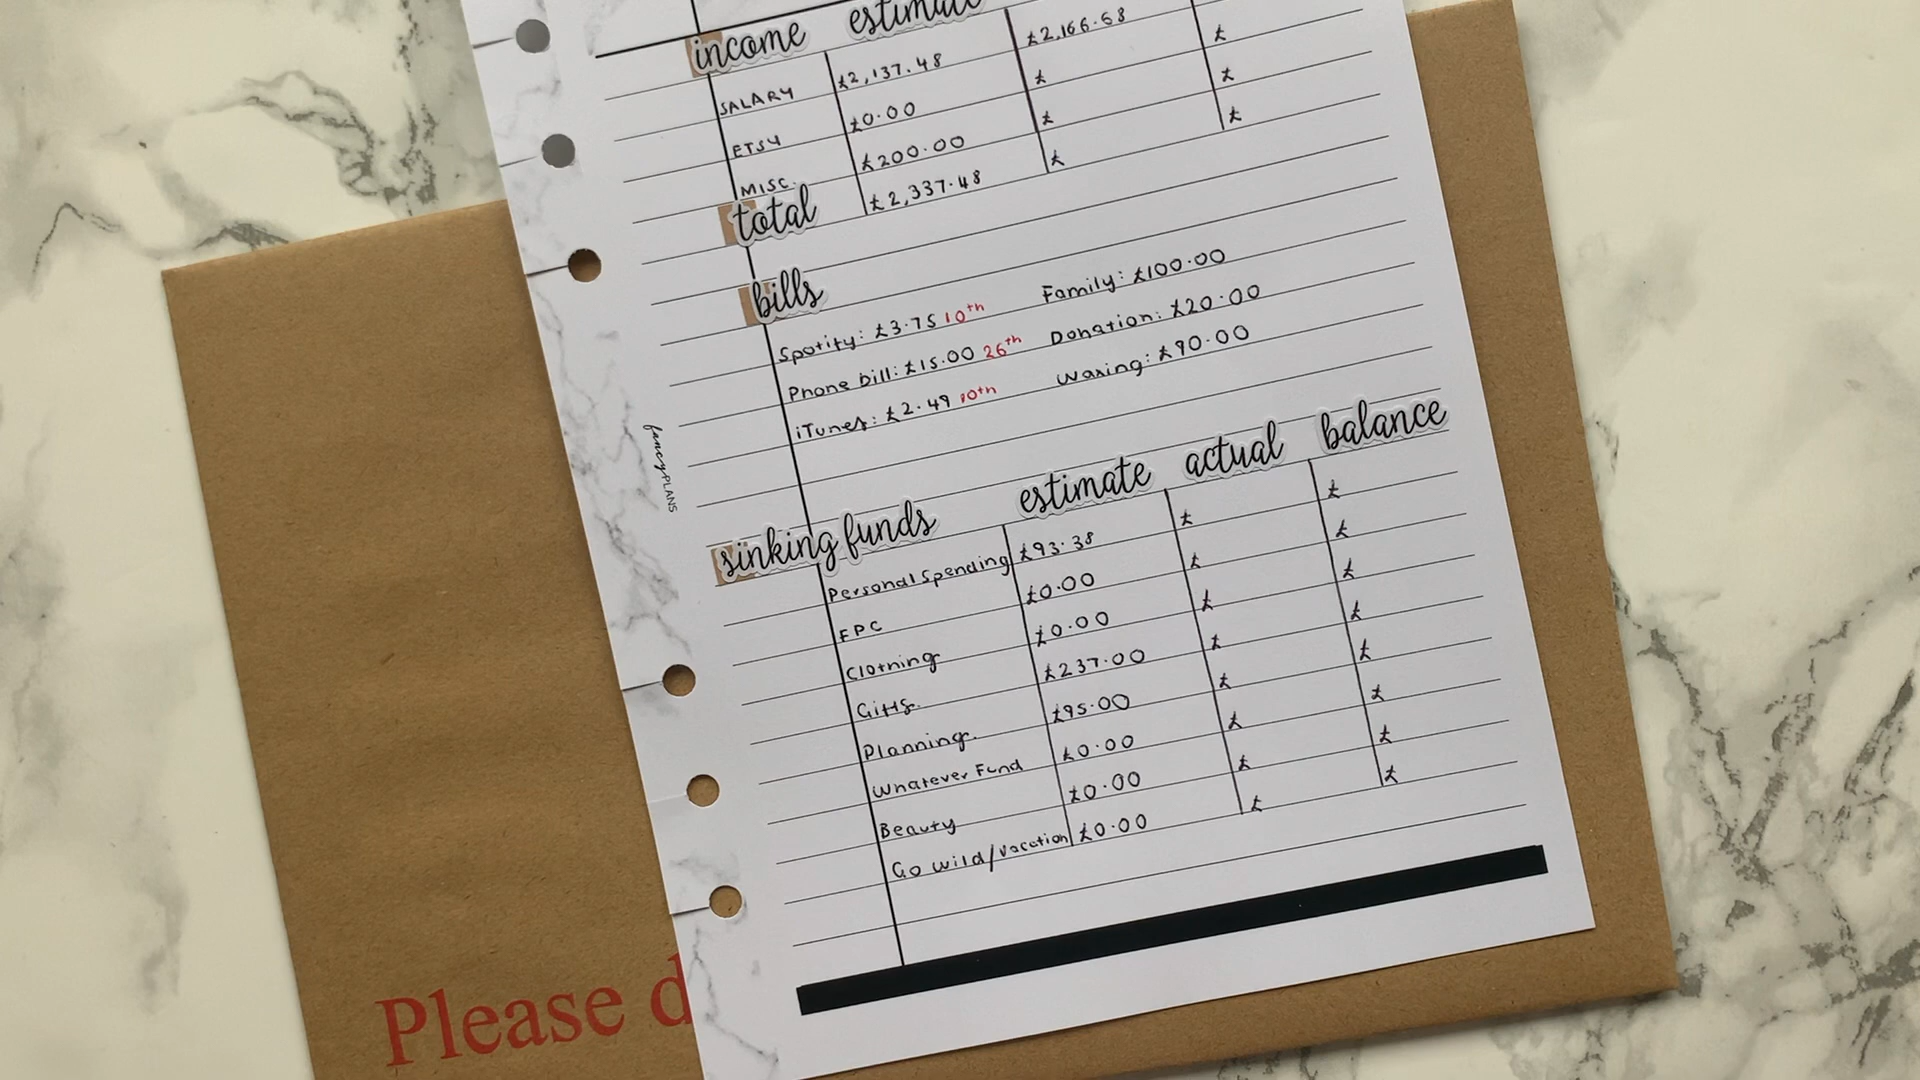 income estimate
SALARY £2,137.48 £2,166.68 £
ETSY £0.00 £ £
MISC. £200.00 £ £
total £2,337.48 £
bills
Spotify: £3.75 10th Family: £100.00
Phone bill: £15.00 26th Donation: £20.00
iTunes: £2.49 10th Waxing: £90.00
sinking funds estimate actual balance
Personal Spending £93.38 £ £
FPC £0.00 £ £
Clothing £0.00 £ £
Gifts. £237.00 £ £
Planning. £95.00 £ £
Whatever Fund £0.00 £ £
Beauty £0.00 £ £
Go wild/vacation £0.00 £ £
fancyPLANS
Please d